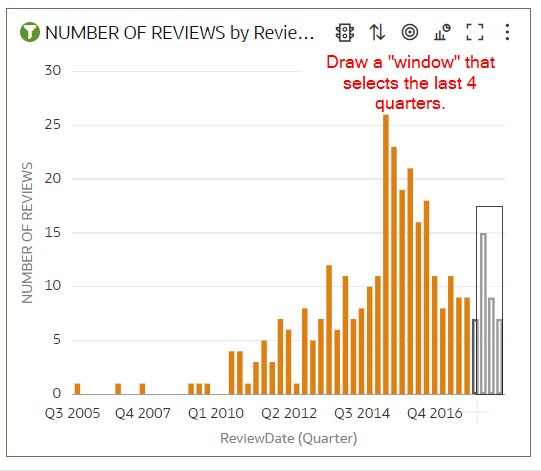 NUMBER OF REVIEWS by Revie...
Draw a "window" that
selects the last 4
quarters.
30
25
20
15
10
5
0
NUMBER OF REVIEWS
Q3 2005
Q4 2007
Q1 2010
Q2 2012
Q3 2014
Q4 2016
ReviewDate (Quarter)